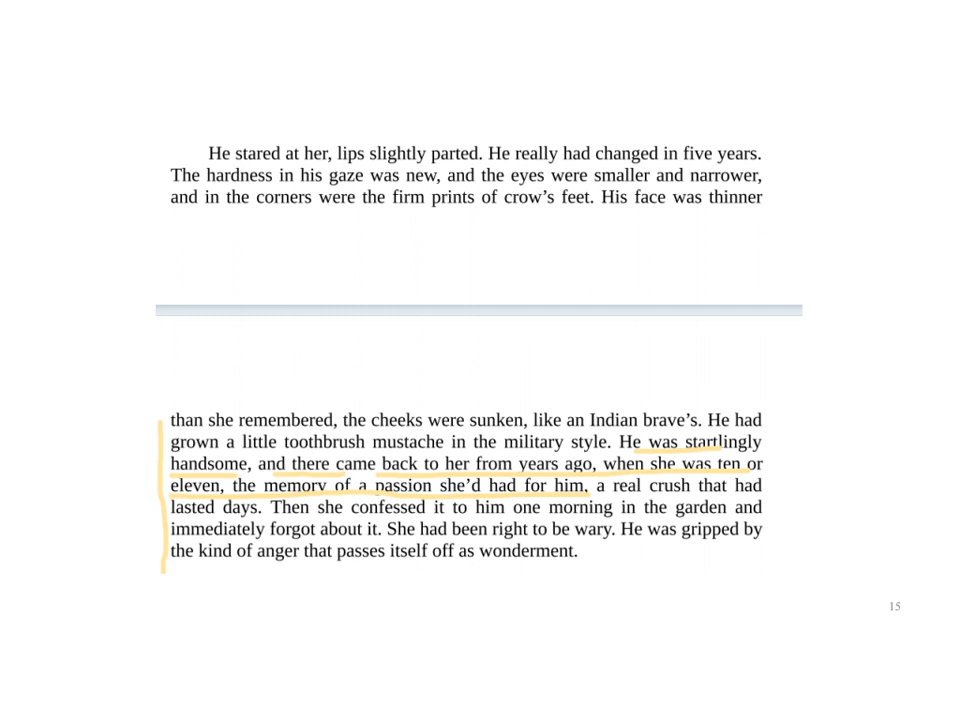 He stared at her, lips slightly parted. He really had changed in five years.
The hardness in his gaze was new, and the eyes were smaller and narrower,
and in the corners were the firm prints of crow’s feet. His face was thinner
than she remembered, the cheeks were sunken, like an Indian brave’s. He had
grown a little toothbrush mustache in the military style. He was startlingly
handsome, and there came back to her from years ago, when she was ten or
eleven, the memory of a passion she’d had for him, a real crush that had
lasted days. Then she confessed it to him one morning in the garden and
immediately forgot about it. She had been right to be wary. He was gripped by
the kind of anger that passes itself off as wonderment.
15